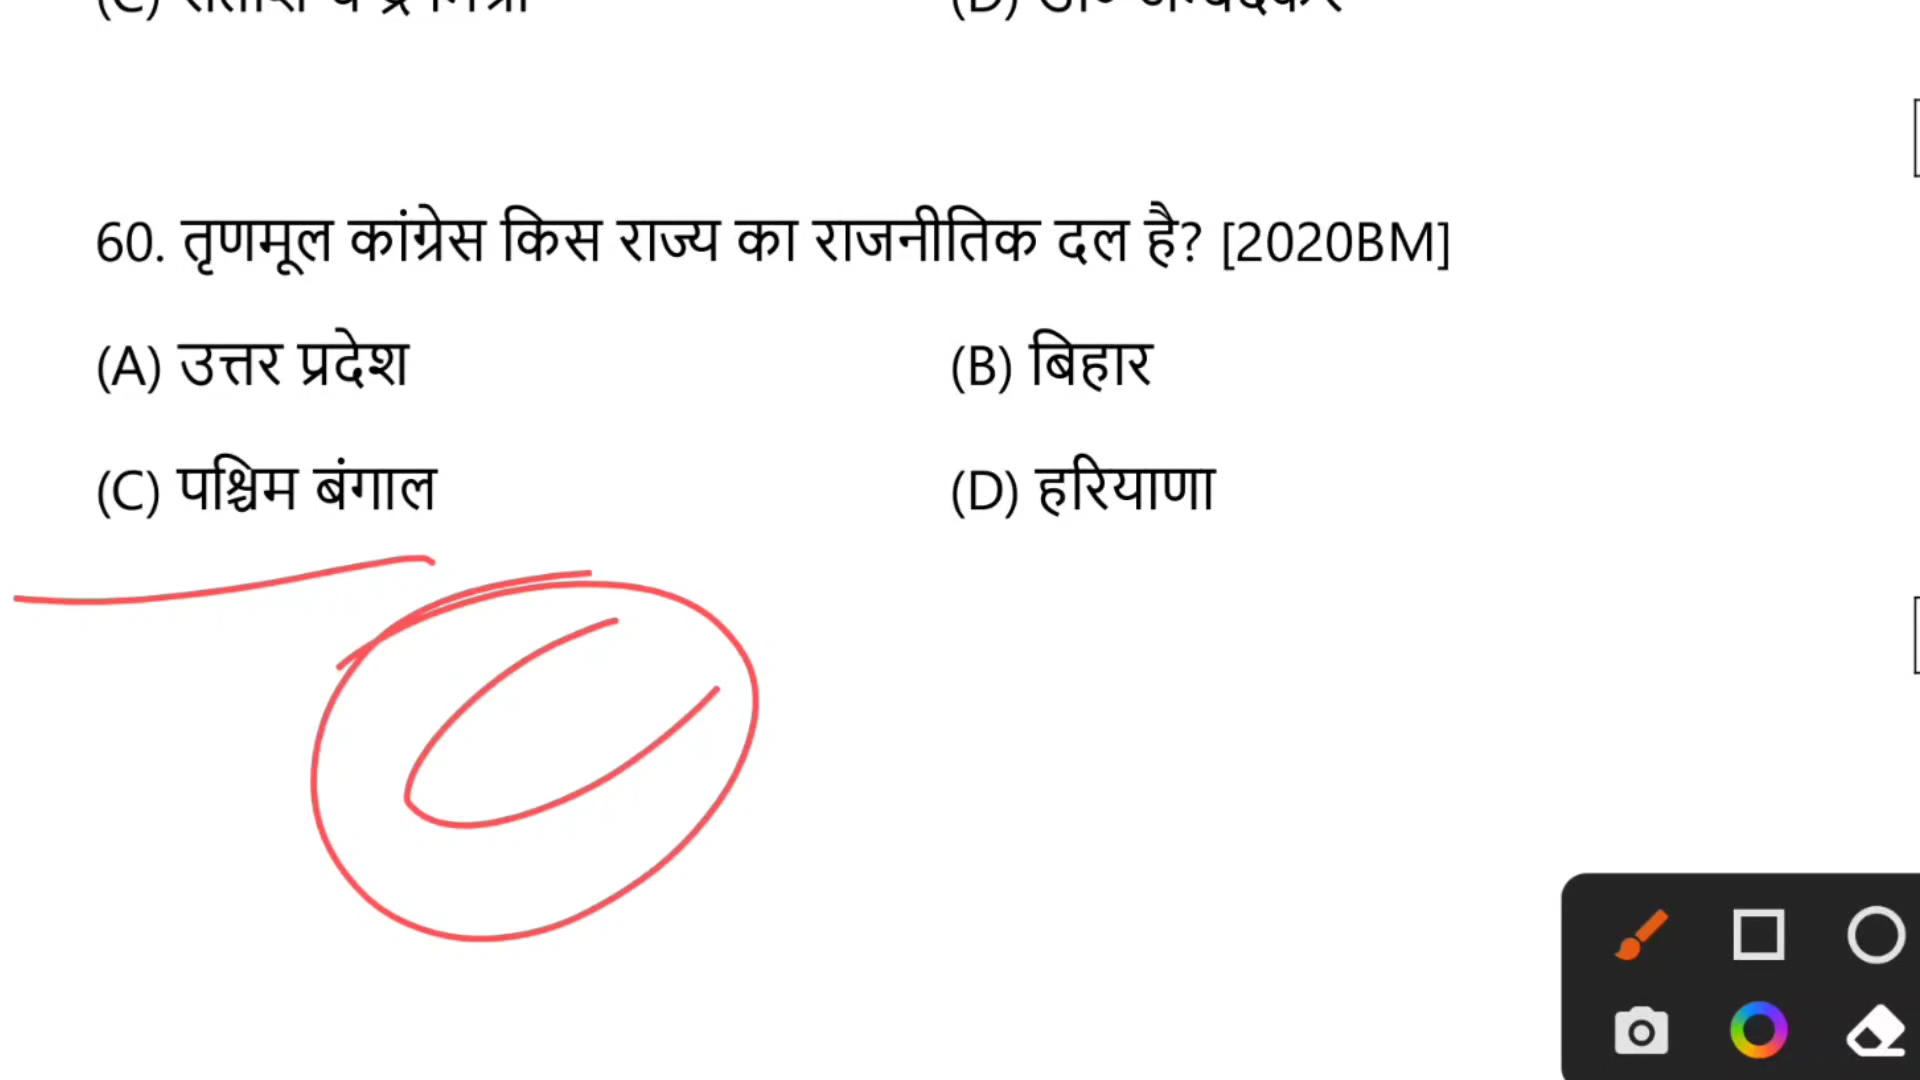 60. तृणमूल कांग्रेस किस राज्य का राजनीतिक दल है? [2020BM]
(A) उत्तर प्रदेश (B) बिहार
(C) पश्चिम बंगाल (D) हरियाणा